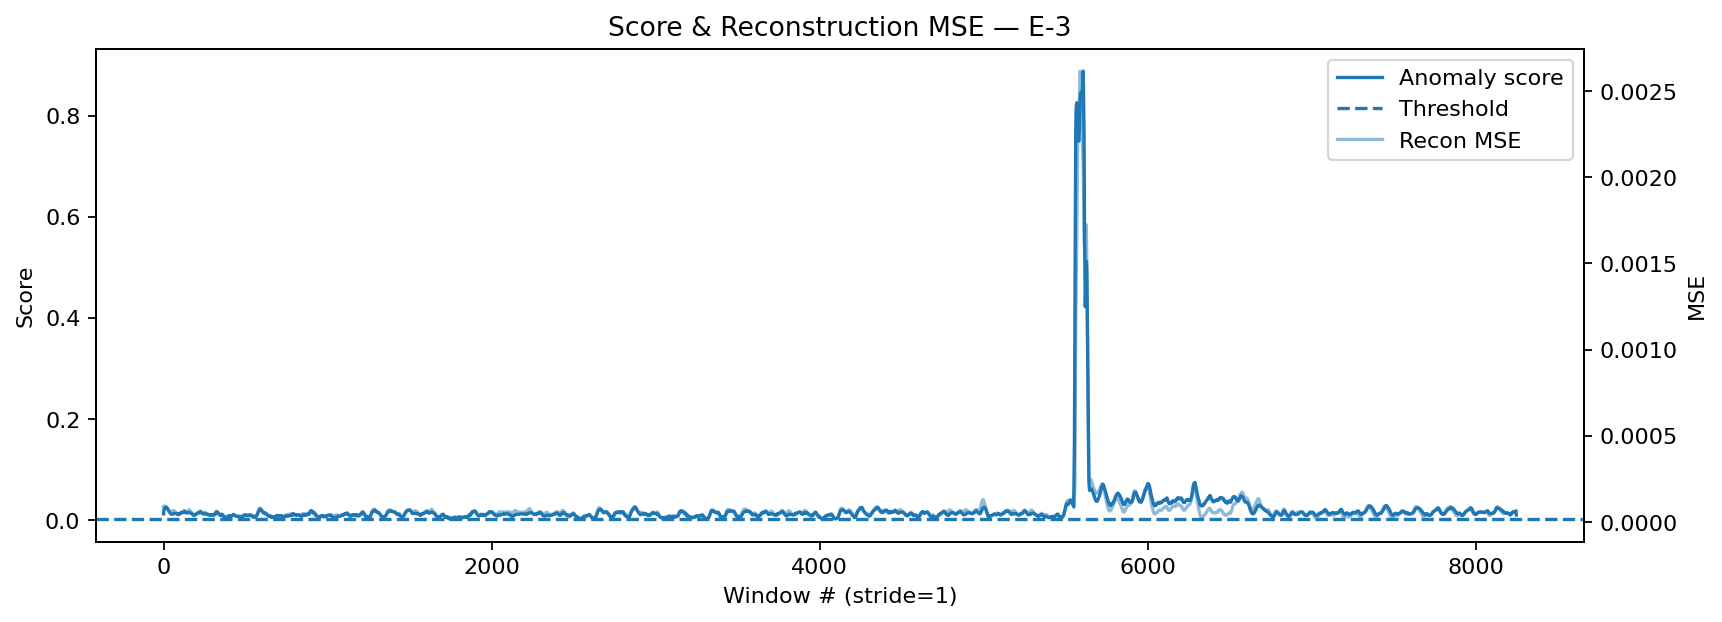 Score & Reconstruction MSE — E-3
Anomaly score
Threshold
Recon MSE
Score
0.8
0.6
0.4
0.2
0.0
0.0025
0.0020
0.0015
0.0010
0.0005
0.0000
MSE
0 2000 4000 6000 8000
Window # (stride=1)